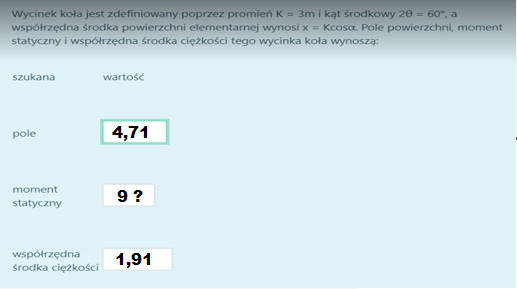 Wycinek koła jest zdefiniowany poprzez promień K = 3m i kąt środkowy 2θ = 60°, a
współrzędna środka powierzchni elementarnej wynosi x = Kcosα. Pole powierzchni, moment
statyczny i współrzędna środka ciężkości tego wycinka koła wynoszą:
szukana wartość
pole 4,71
moment
statyczny 9 ?
współrzędna
środka ciężkości 1,91